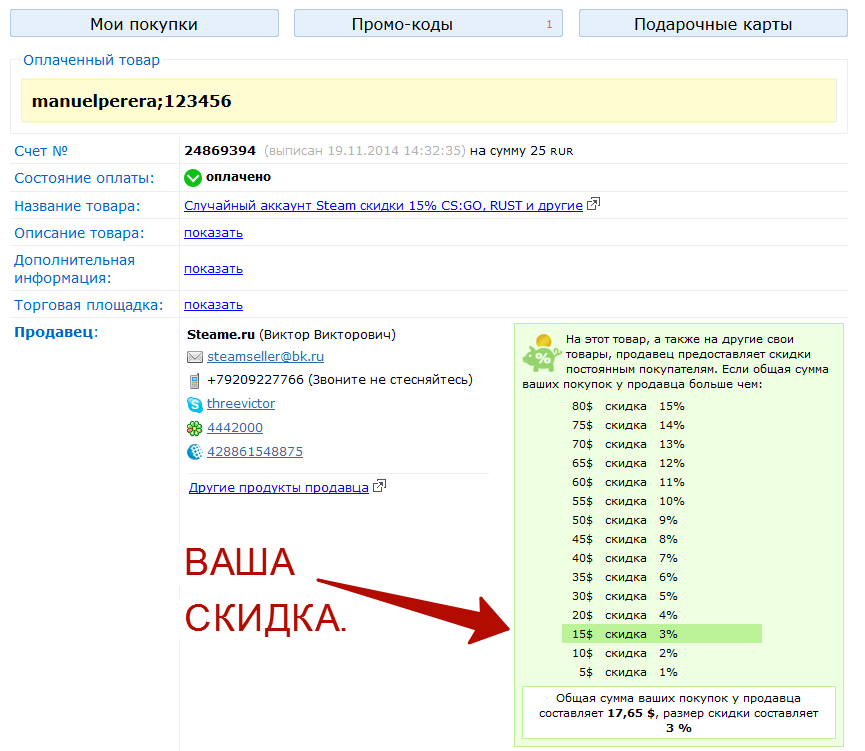 Мои покупки
Промо-коды 1
Подарочные карты
Оплаченный товар
manuelperera;123456
Счет № 24869394 (выписан 19.11.2014 14:32:35) на сумму 25 RUR
Состояние оплаты: оплачено
Название товара: Случайный аккаунт Steam скидки 15% CS:GO, RUST и другие
Описание товара: показать
Дополнительная
информация: показать
Торговая площадка: показать
Продавец:
Steame.ru (Виктор Викторович)
steamseller@bk.ru
+79209227766 (Звоните не стесняйтесь)
threevictor
4442000
428861548875
Другие продукты продавца
ВАША
СКИДКА.
%
На этот товар, а также на другие свои
товары, продавец предоставляет скидки
постоянным покупателям. Если общая сумма
ваших покупок у продавца больше чем:
80$ скидка 15%
75$ скидка 14%
70$ скидка 13%
65$ скидка 12%
60$ скидка 11%
55$ скидка 10%
50$ скидка 9%
45$ скидка 8%
40$ скидка 7%
35$ скидка 6%
30$ скидка 5%
20$ скидка 4%
15$ скидка 3%
10$ скидка 2%
5$ скидка 1%
Общая сумма ваших покупок у продавца
составляет 17,65 $, размер скидки составляет
3 %